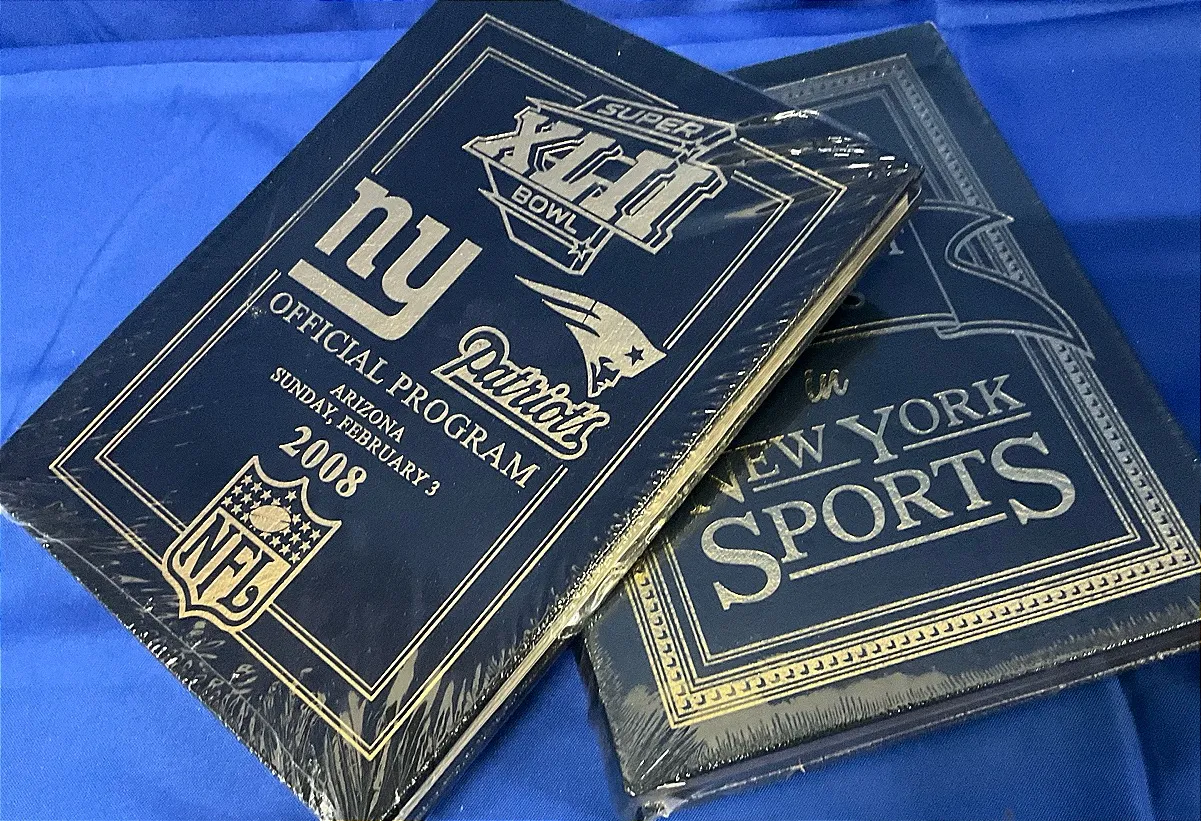 SUPER
XLII
BOWL
ny
Patriots
OFFICIAL PROGRAM
ARIZONA
SUNDAY, FEBRUARY 3
2008
NFL
in
NEW YORK
SPORTS